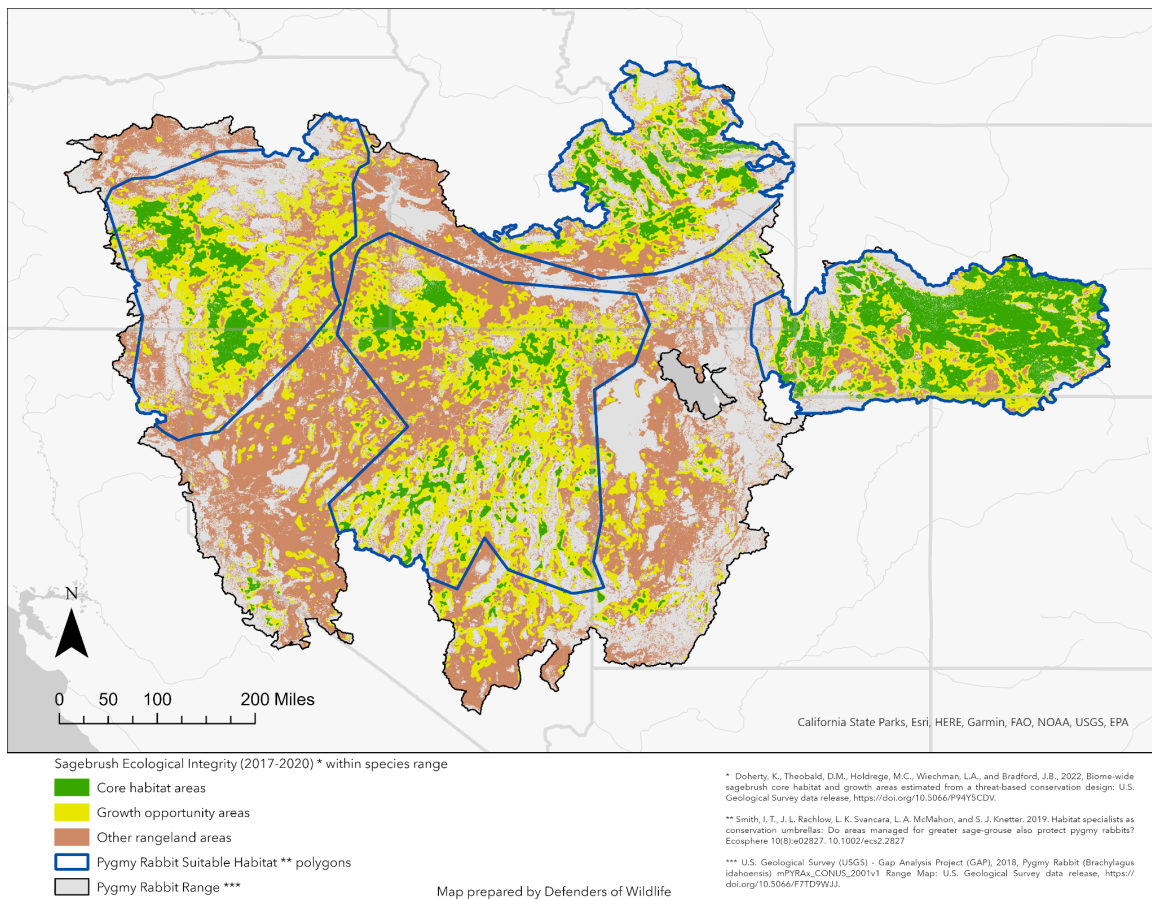 N
0 50 100 200 Miles
California State Parks, Esri, HERE, Garmin, FAO, NOAA, USGS, EPA
Sagebrush Ecological Integrity (2017-2020) * within species range
Core habitat areas
Growth opportunity areas
Other rangeland areas
Pygmy Rabbit Suitable Habitat ** polygons
Pygmy Rabbit Range ***
Map prepared by Defenders of Wildlife
* Doherty, K., Theobald, D.M., Holdrege, M.C., Wiechman, L.A., and Bradford, J.B., 2022, Biome-wide
sagebrush core habitat and growth areas estimated from a threat-based conservation design: U.S.
Geological Survey data release, https://doi.org/10.5066/P94Y5CDV.
** Smith, I. T., J. L. Rachlow, L. K. Svancara, L. A. McMahon, and S. J. Knetter. 2019. Habitat specialists as
conservation umbrellas: Do areas managed for greater sage-grouse also protect pygmy rabbits?
Ecosphere 10(8):e02827. 10.1002/ecs2.2827
*** U.S. Geological Survey (USGS) - Gap Analysis Project (GAP), 2018, Pygmy Rabbit (Brachylagus
idahoensis) mPYRAx_CONUS_2001v1 Range Map: U.S. Geological Survey data release, https://
doi.org/10.5066/F7TD9WJJ.